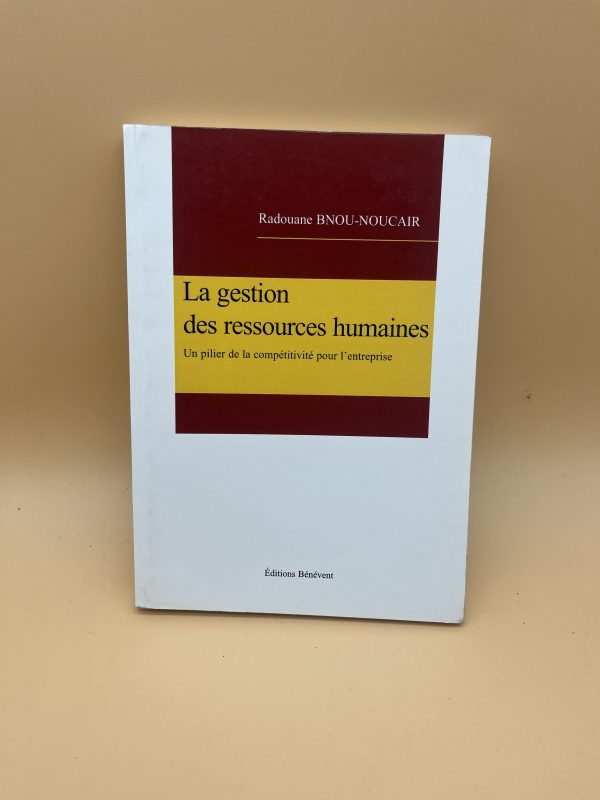 Radouane BNOU-NOUCAIR
La gestion
des ressources humaines
Un pilier de la compétitivité pour l'entreprise
Éditions Bénévent